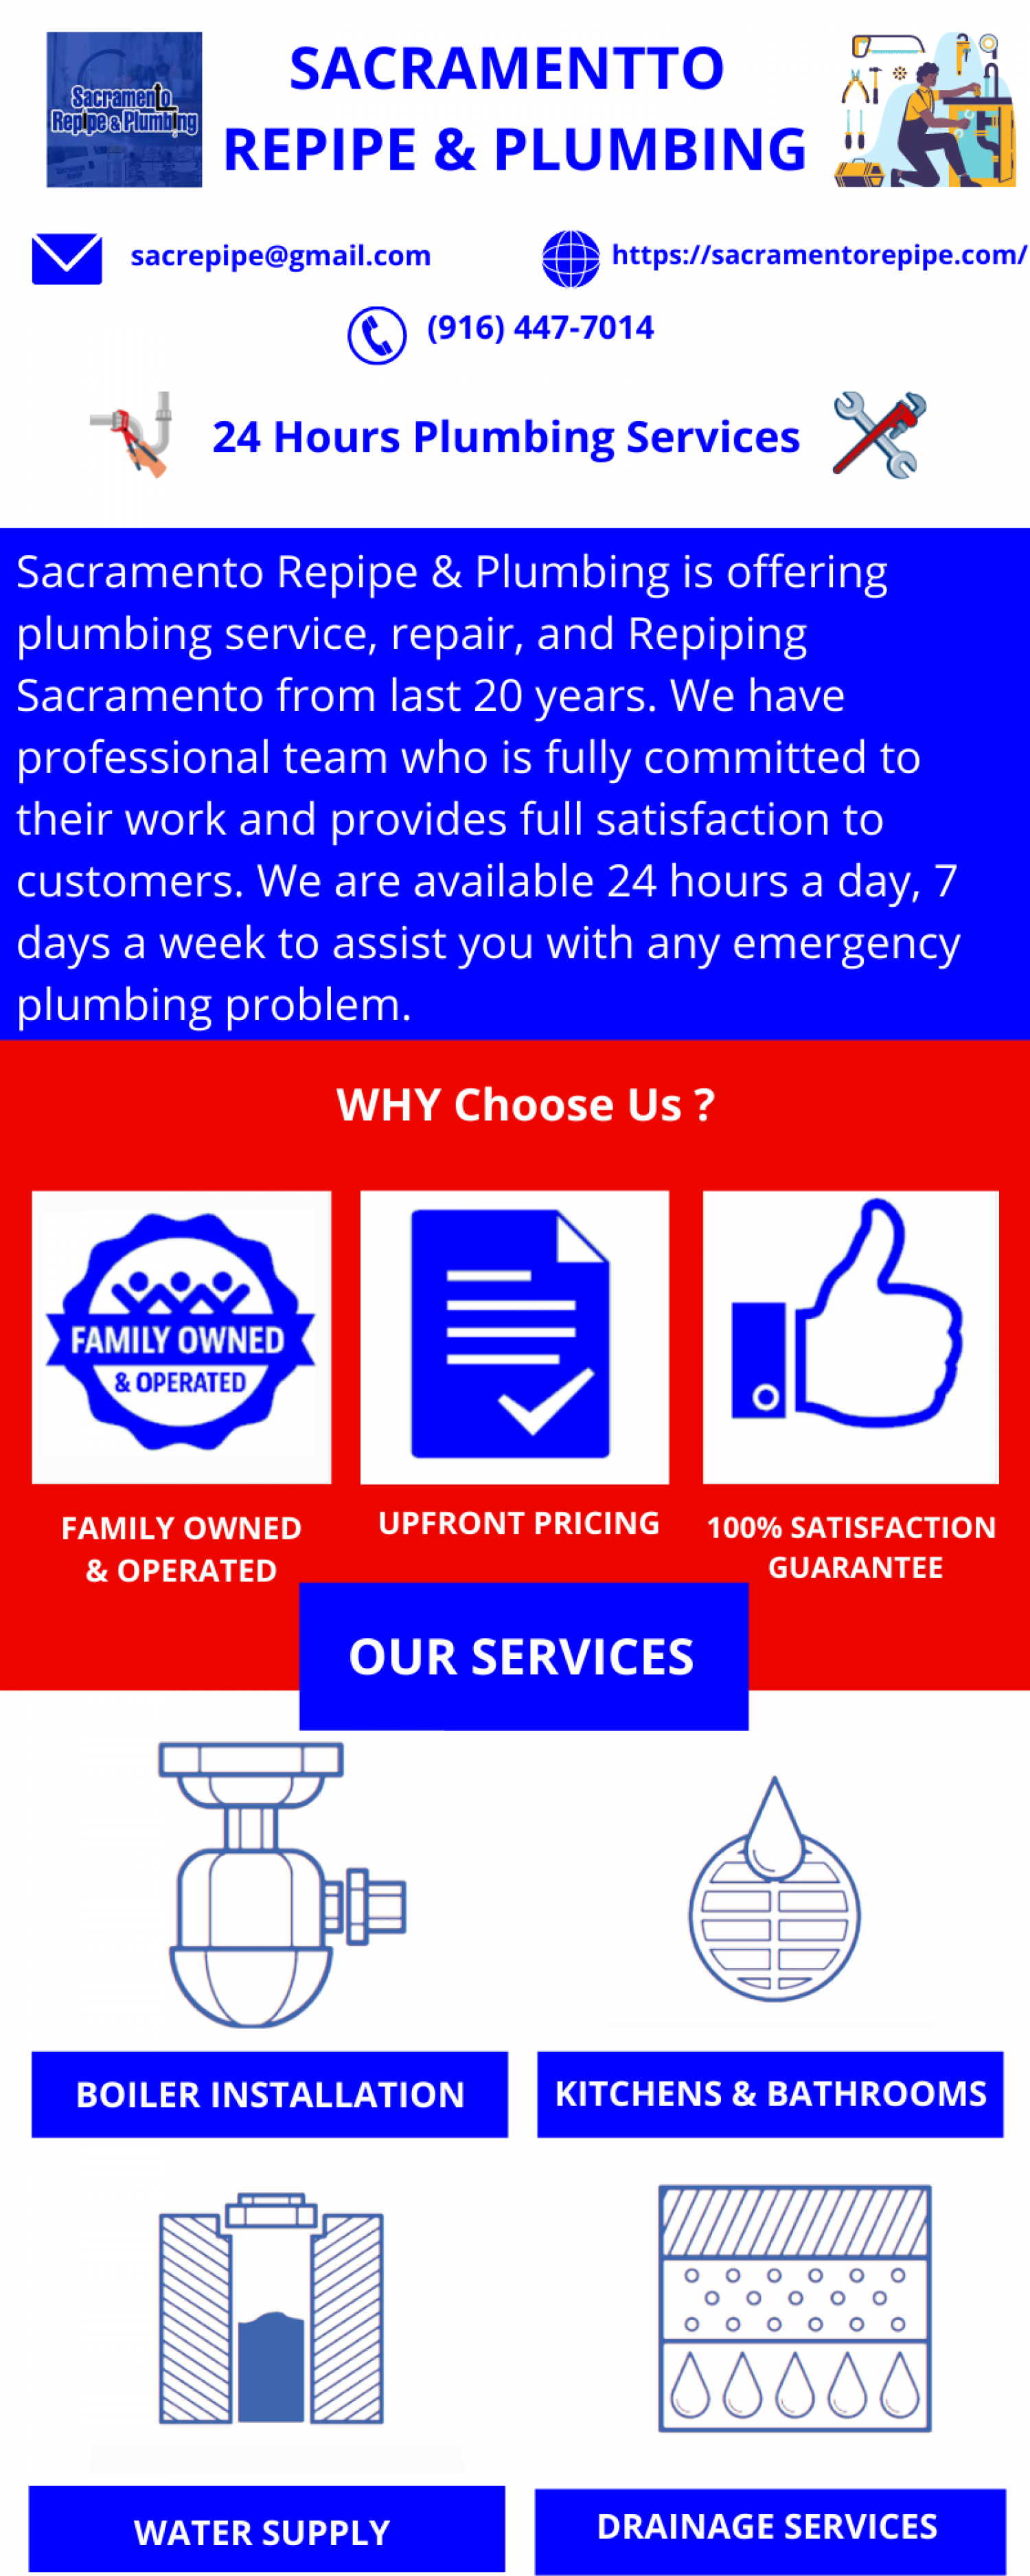 Sacramento
Repipe & Plumbing
SACRAMENTTO
REPIPE & PLUMBING
sacrepipe@gmail.com
https://sacramentorepipe.com/
(916) 447-7014
24 Hours Plumbing Services
Sacramento Repipe & Plumbing is offering
plumbing service, repair, and Repiping
Sacramento from last 20 years. We have
professional team who is fully committed to
their work and provides full satisfaction to
customers. We are available 24 hours a day, 7
days a week to assist you with any emergency
plumbing problem.
WHY Choose Us ?
FAMILY OWNED
& OPERATED
FAMILY OWNED
& OPERATED
UPFRONT PRICING
100% SATISFACTION
GUARANTEE
OUR SERVICES
BOILER INSTALLATION
KITCHENS & BATHROOMS
WATER SUPPLY
DRAINAGE SERVICES